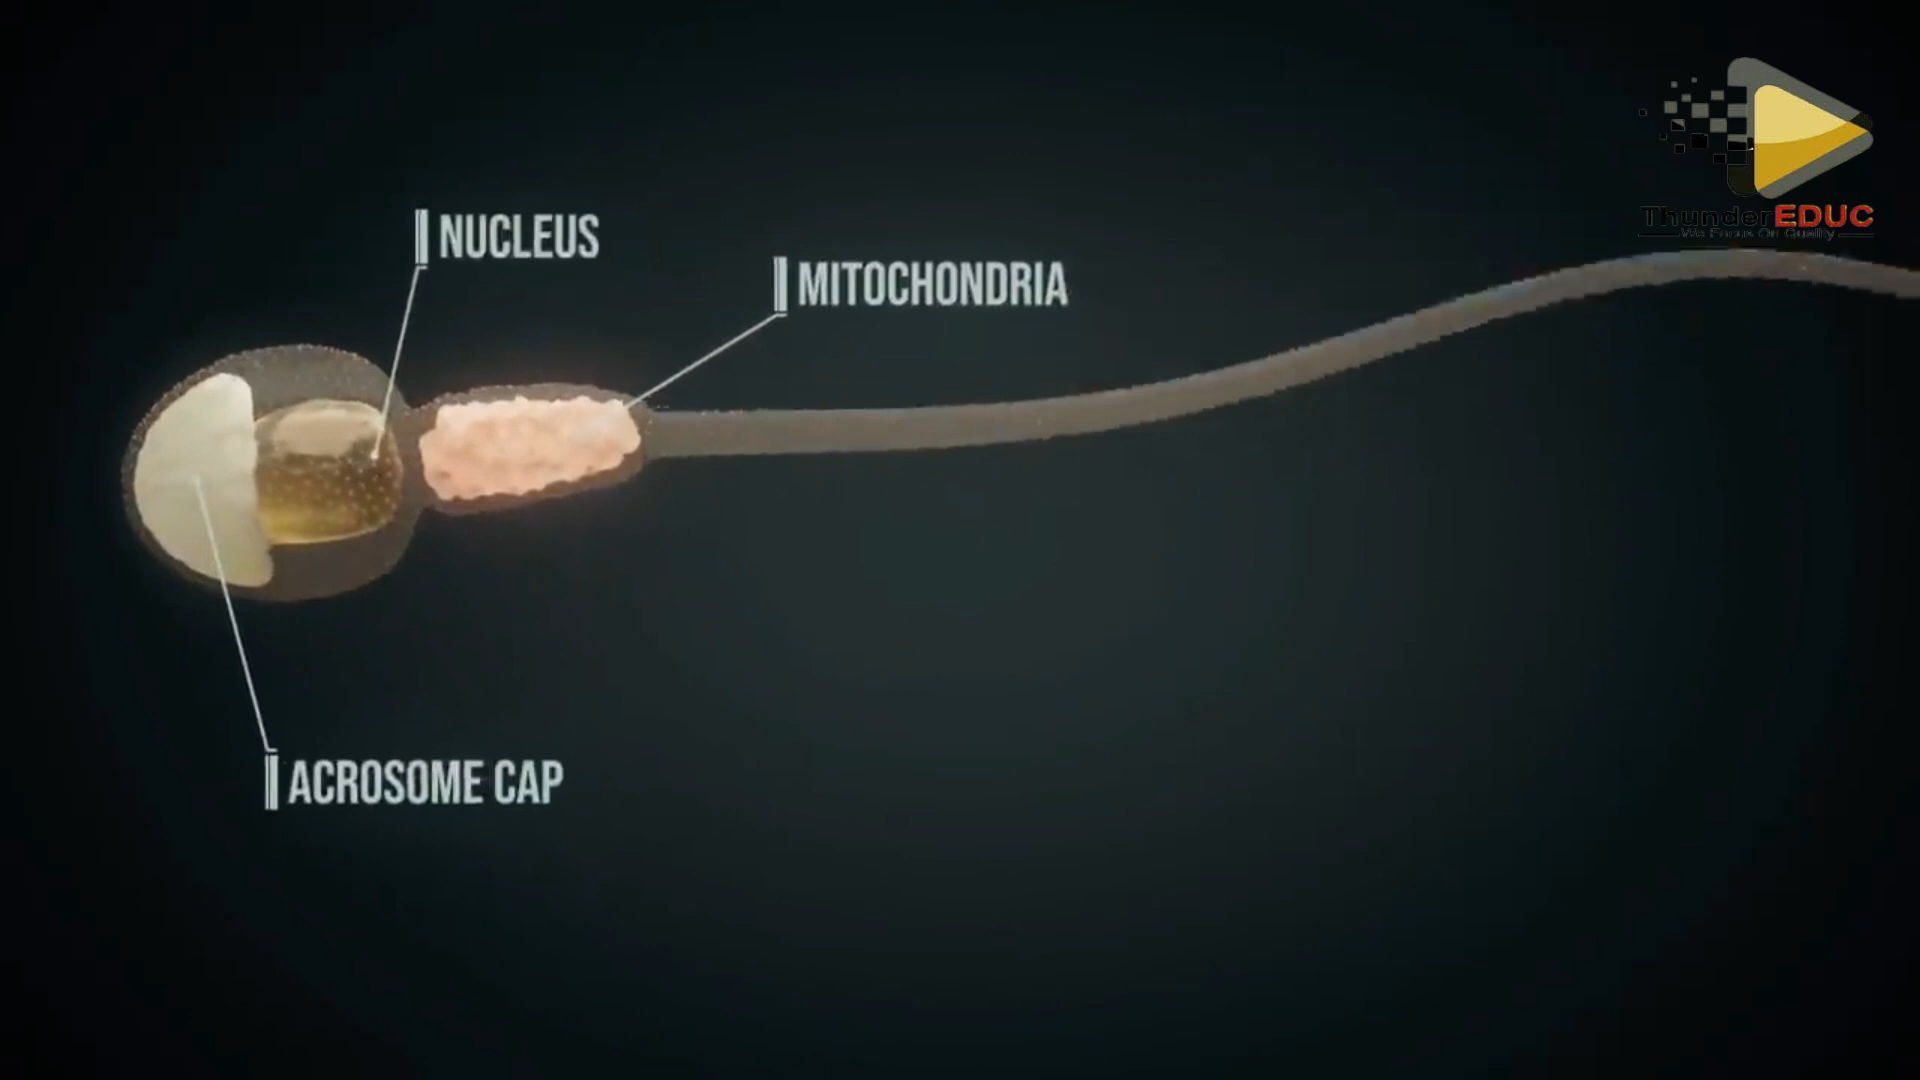 ThunderEDUC
We Focus On Quality
NUCLEUS
MITOCHONDRIA
ACROSOME CAP